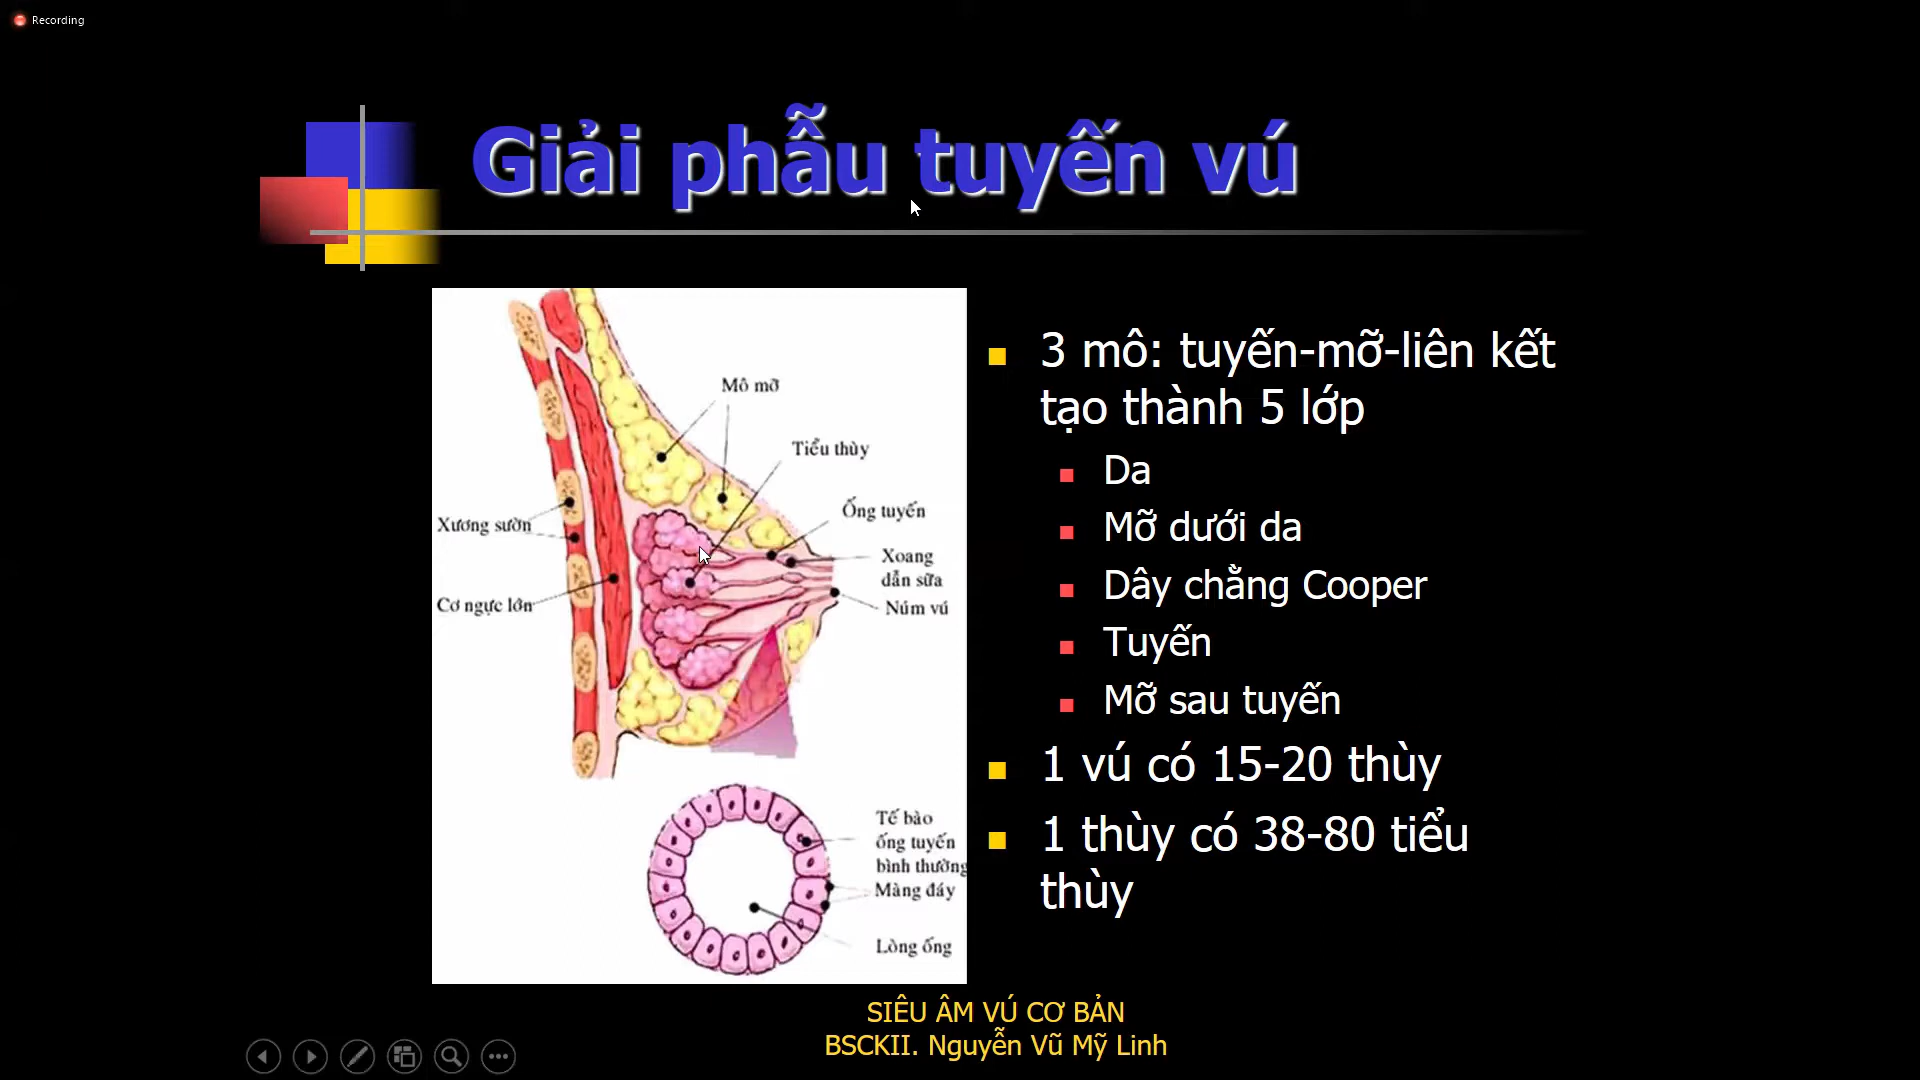 Recording
Giải phẫu tuyến vú
Mô mỡ
Tiểu thùy
Ống tuyến
Xương sườn
Xoang
dẫn sữa
Cơ ngực lớn
Núm vú
Tế bào
ống tuyến
bình thường
Màng đáy
Lòng ống
3 mô: tuyến-mỡ-liên kết
tạo thành 5 lớp
Da
Mỡ dưới da
Dây chằng Cooper
Tuyến
Mỡ sau tuyến
1 vú có 15-20 thùy
1 thùy có 38-80 tiểu
thùy
SIÊU ÂM VÚ CƠ BẢN
BSCKII. Nguyễn Vũ Mỹ Linh